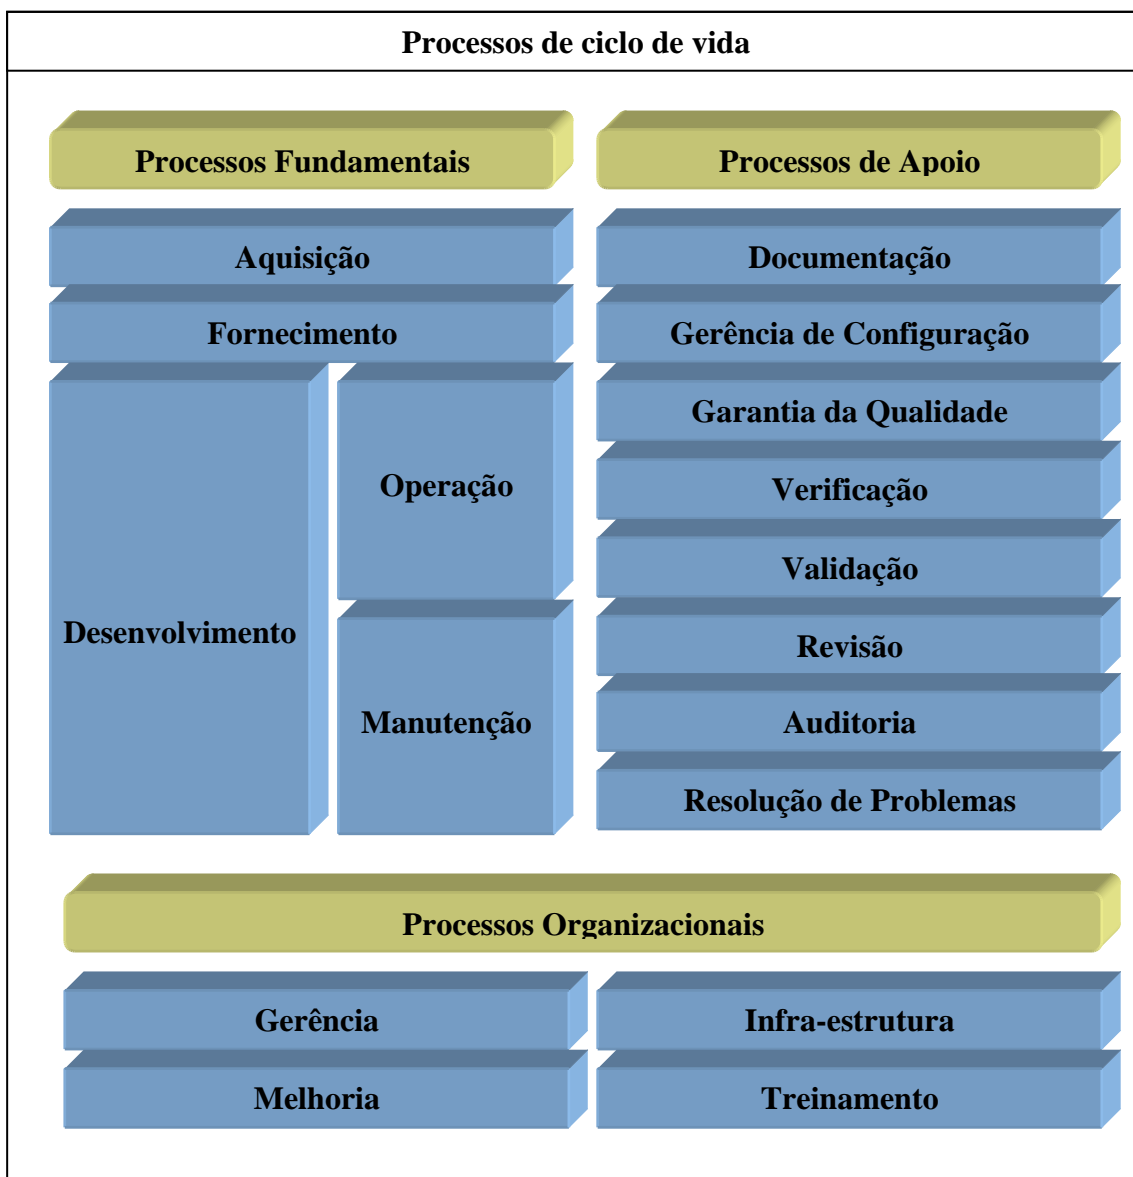 Processos de ciclo de vida
Processos Fundamentais
Aquisição
Fornecimento
Desenvolvimento
Operação
Manutenção
Processos de Apoio
Documentação
Gerência de Configuração
Garantia da Qualidade
Verificação
Validação
Revisão
Auditoria
Resolução de Problemas
Processos Organizacionais
Gerência
Infra-estrutura
Melhoria
Treinamento